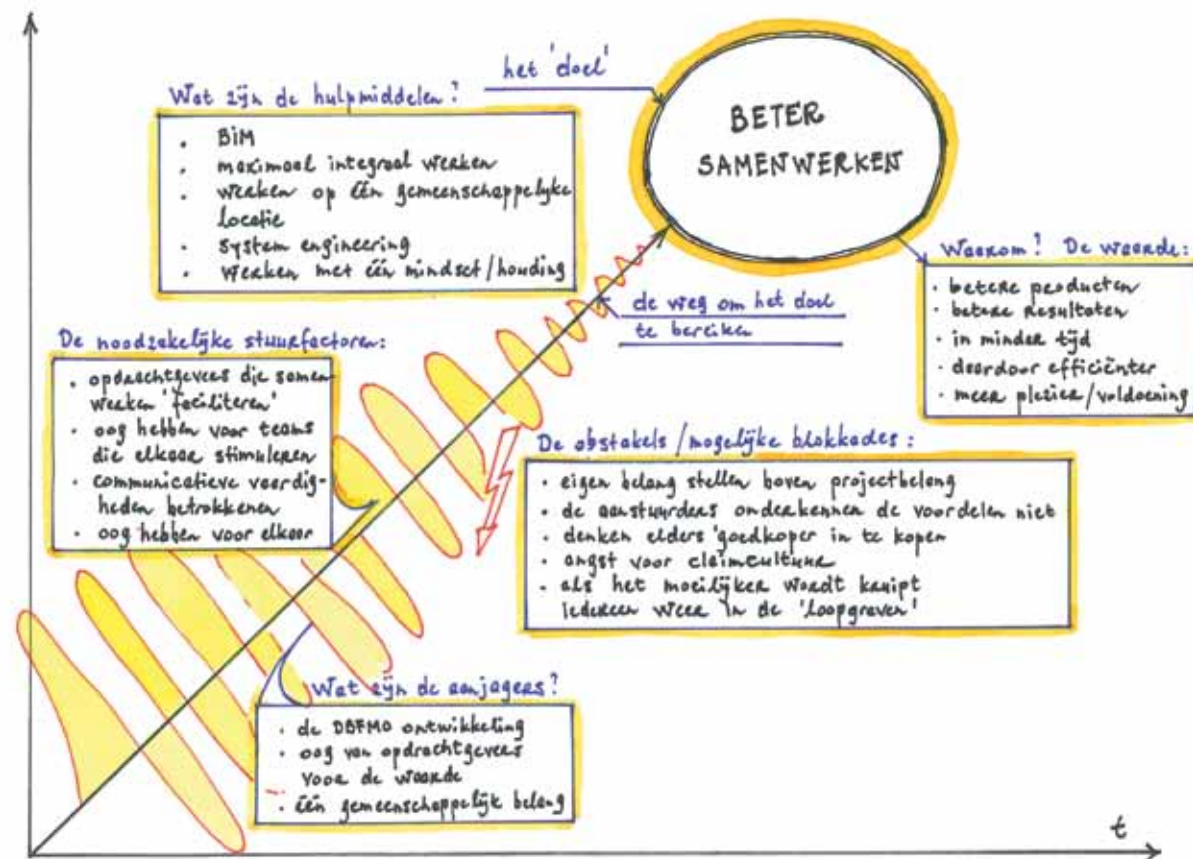 het 'doel'
BETER
SAMENWERKEN
Wat zijn de hulpmiddelen?
• BIM
• maximaal integraal werken
• werken op één gemeenschappelijke
locatie
• system engineering
• werken met één mindset/houding
Waarom? De waarde:
• betere producten
• betere resultaten
• in minder tijd
• daardoor efficiënter
• meer plezier/voldoening
de weg om het doel
te bereiken
De noodzakelijke stuurfactoren:
• opdrachtgevers die samen-
werken 'faciliteren'
• oog hebben voor teams
die elkaar stimuleren
• communicatieve vaardig-
heden betrokkenen
• oog hebben voor elkaar
De obstakels/mogelijke blokkades:
• eigen belang stellen boven projectbelang
• de aanstuurders onderkennen de voordelen niet
• denken elders 'goedkoper in te kopen
• angst voor claimcultuur
• als het moeilijker wordt kruipt
iedereen weer in de 'loopgraven'
Wat zijn de aanjagers?
• de DBFMO ontwikkeling
• oog van opdrachtgevers
voor de waarde
• één gemeenschappelijk belang
t